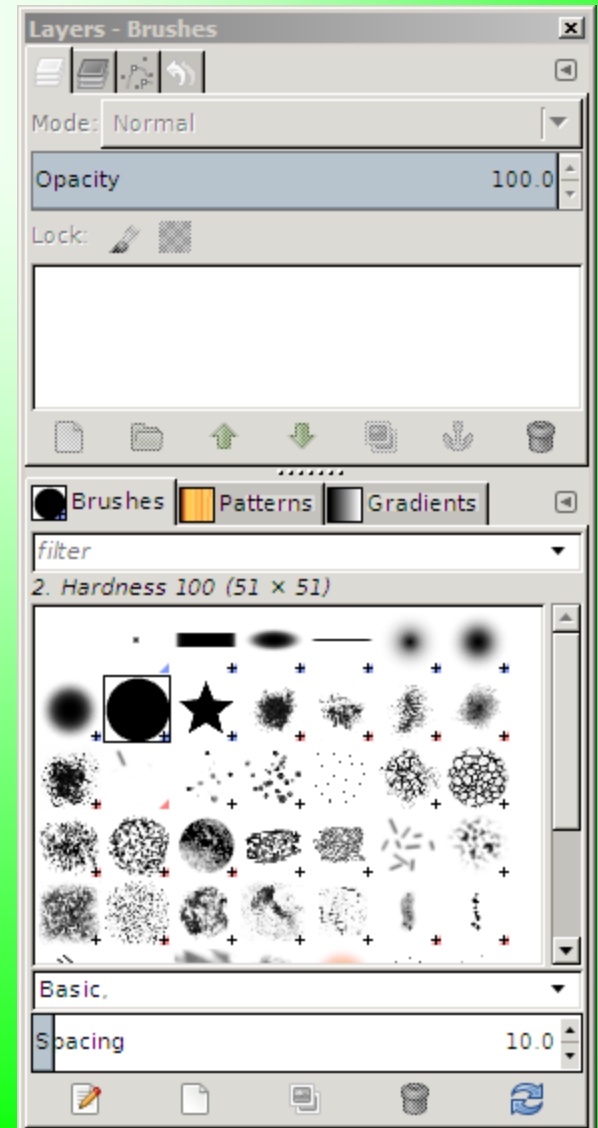 Layers - Brushes
Mode: Normal
Opacity 100.0
Lock:
Brushes Patterns Gradients
filter
2. Hardness 100 (51 × 51)
Basic,
Spacing 10.0